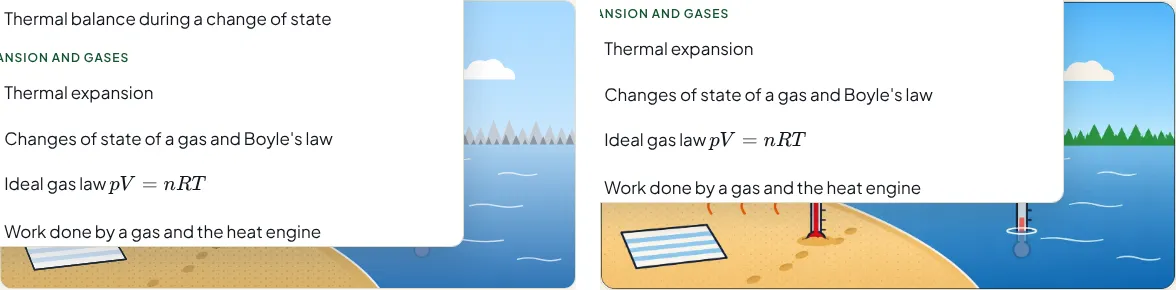 Thermal balance during a change of state
ANSION AND GASES
Thermal expansion
Changes of state of a gas and Boyle's law
Ideal gas law pV = nRT
Work done by a gas and the heat engine
ANSION AND GASES
Thermal expansion
Changes of state of a gas and Boyle's law
Ideal gas law pV = nRT
Work done by a gas and the heat engine